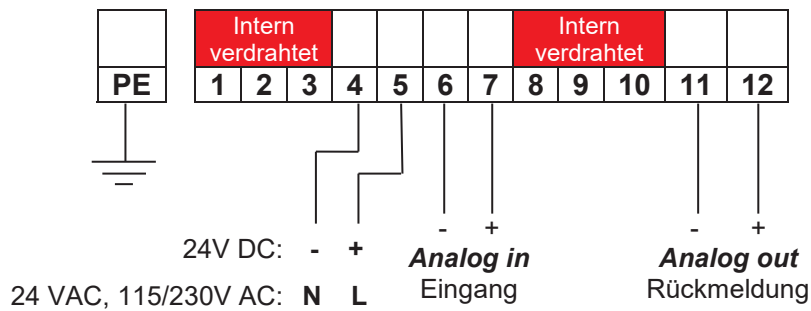 Intern Intern
verdrahtet verdrahtet
PE 1 2 3 4 5 6 7 8 9 10 11 12
- + - +
24V DC: - + Analog in Analog out
24 VAC, 115/230V AC: N L Eingang Rückmeldung